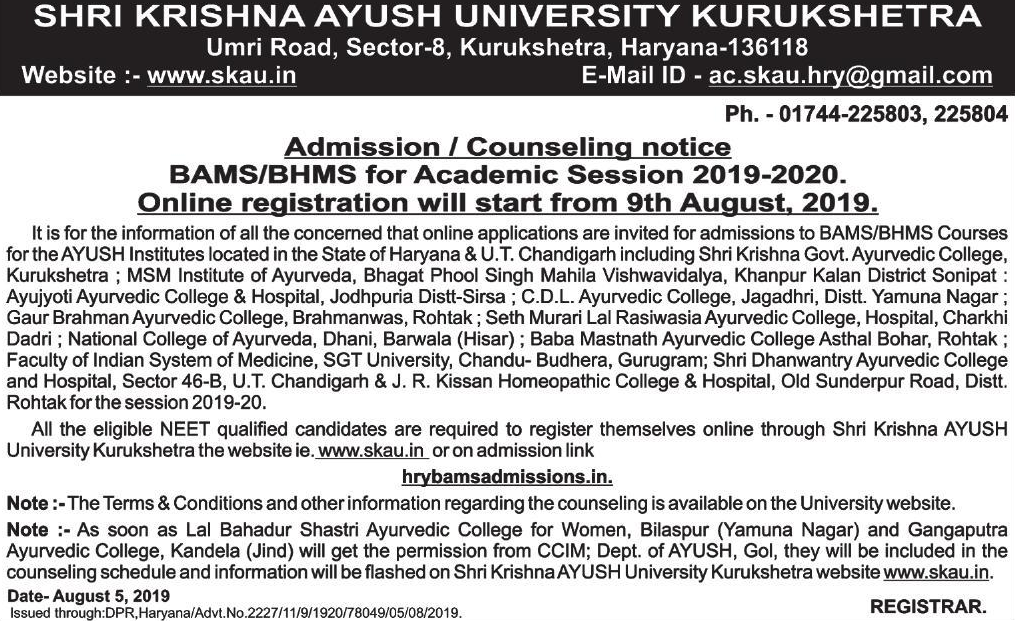 SHRI KRISHNA AYUSH UNIVERSITY KURUKSHETRA
Umri Road, Sector-8, Kurukshetra, Haryana-136118
Website :- www.skau.in E-Mail ID - ac.skau.hry@gmail.com
Ph. - 01744-225803, 225804
Admission / Counseling notice
BAMS/BHMS for Academic Session 2019-2020.
Online registration will start from 9th August, 2019.
It is for the information of all the concerned that online applications are invited for admissions to BAMS/BHMS Courses
for the AYUSH Institutes located in the State of Haryana & U.T. Chandigarh including Shri Krishna Govt. Ayurvedic College,
Kurukshetra ; MSM Institute of Ayurveda, Bhagat Phool Singh Mahila Vishwavidalya, Khanpur Kalan District Sonipat :
Ayujyoti Ayurvedic College & Hospital, Jodhpuria Distt-Sirsa ; C.D.L. Ayurvedic College, Jagadhri, Distt. Yamuna Nagar ;
Gaur Brahman Ayurvedic College, Brahmanwas, Rohtak ; Seth Murari Lal Rasiwasia Ayurvedic College, Hospital, Charkhi
Dadri ; National College of Ayurveda, Dhani, Barwala (Hisar) ; Baba Mastnath Ayurvedic College Asthal Bohar, Rohtak ;
Faculty of Indian System of Medicine, SGT University, Chandu- Budhera, Gurugram; Shri Dhanwantry Ayurvedic College
and Hospital, Sector 46-B, U.T. Chandigarh & J. R. Kissan Homeopathic College & Hospital, Old Sunderpur Road, Distt.
Rohtak for the session 2019-20.
All the eligible NEET qualified candidates are required to register themselves online through Shri Krishna AYUSH
University Kurukshetra the website ie. www.skau.in or on admission link
hrybamsadmissions.in.
Note :- The Terms & Conditions and other information regarding the counseling is available on the University website.
Note :- As soon as Lal Bahadur Shastri Ayurvedic College for Women, Bilaspur (Yamuna Nagar) and Gangaputra
Ayurvedic College, Kandela (Jind) will get the permission from CCIM; Dept. of AYUSH, GoI, they will be included in the
counseling schedule and information will be flashed on Shri Krishna AYUSH University Kurukshetra website www.skau.in.
Date- August 5, 2019
Issued through:DPR,Haryana/Advt.No.2227/11/9/1920/78049/05/08/2019.
REGISTRAR.